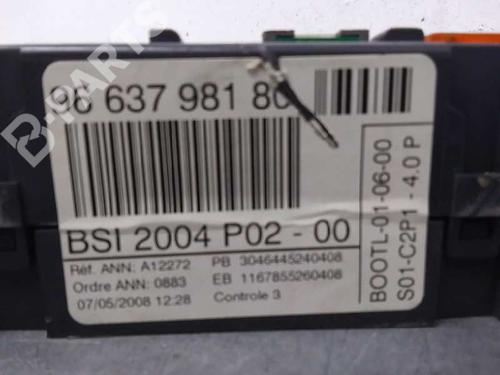 96 637 981 80
BSI 2004 P02 - 00
Réf. ANN: A12272
PB 3046445240408
Ordre ANN: 0883
EB 1167855260408
07/05/2008 12:28
Controle 3
BOOTL-01-06-00
S01-C2P1 - 4.0 P
B-PARTS